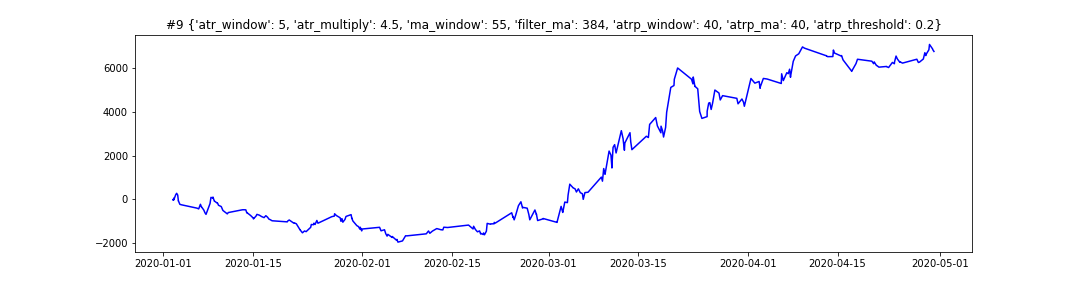 #9 {'atr_window': 5, 'atr_multiply': 4.5, 'ma_window': 55, 'filter_ma': 384, 'atrp_window': 40, 'atrp_ma': 40, 'atrp_threshold': 0.2}
6000
4000
2000
0
−2000
2020-01-01 2020-01-15 2020-02-01 2020-02-15 2020-03-01 2020-03-15 2020-04-01 2020-04-15 2020-05-01